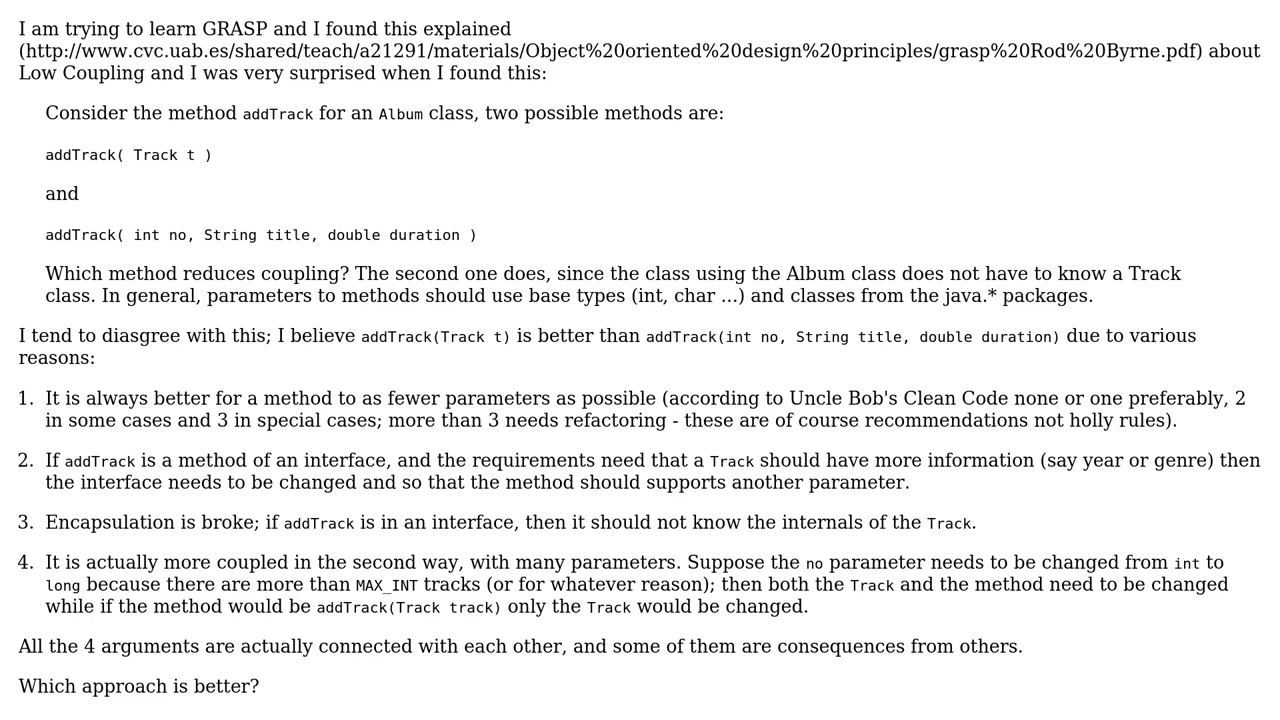 I am trying to learn GRASP and I found this explained
(http://www.cvc.uab.es/shared/teach/a21291/materials/Object%20oriented%20design%20principles/grasp%20Rod%20Byrne.pdf) about
Low Coupling and I was very surprised when I found this:
Consider the method addTrack for an Album class, two possible methods are:
addTrack( Track t )
and
addTrack( int no, String title, double duration )
Which method reduces coupling? The second one does, since the class using the Album class does not have to know a Track
class. In general, parameters to methods should use base types (int, char ...) and classes from the java.* packages.
I tend to diasgree with this; I believe addTrack(Track t) is better than addTrack(int no, String title, double duration) due to various
reasons:
1. It is always better for a method to as fewer parameters as possible (according to Uncle Bob's Clean Code none or one preferably, 2
in some cases and 3 in special cases; more than 3 needs refactoring - these are of course recommendations not holly rules).
2. If addTrack is a method of an interface, and the requirements need that a Track should have more information (say year or genre) then
the interface needs to be changed and so that the method should supports another parameter.
3. Encapsulation is broke; if addTrack is in an interface, then it should not know the internals of the Track.
4. It is actually more coupled in the second way, with many parameters. Suppose the no parameter needs to be changed from int to
long because there are more than MAX_INT tracks (or for whatever reason); then both the Track and the method need to be changed
while if the method would be addTrack(Track track) only the Track would be changed.
All the 4 arguments are actually connected with each other, and some of them are consequences from others.
Which approach is better?